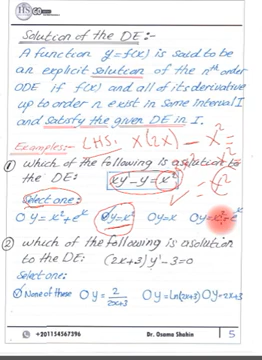 Solution of the DE:-
A function y=f(x) is said to be
an explicit solution of the nth order
ODE if f(x) and all of its derivative
up to order n exist in some interval I
and satisfy the given DE in I.
Examples:- LHS: x(2x) - x² =
① which of the following is a solution to
the DE: xy' - y = x²
Select one:
○ y = x² + eˣ ○ y = x² ○ y = x ○ y = x² + eˣ
② which of the following is a solution
to the DE: (2x+3) y' - 3 = 0
Select one:
None of these ○ y = 2/2x+3 ○ y = Ln(2x+3) ○ y = 2x+3
+201154567396 Dr. Osama Shahin 5